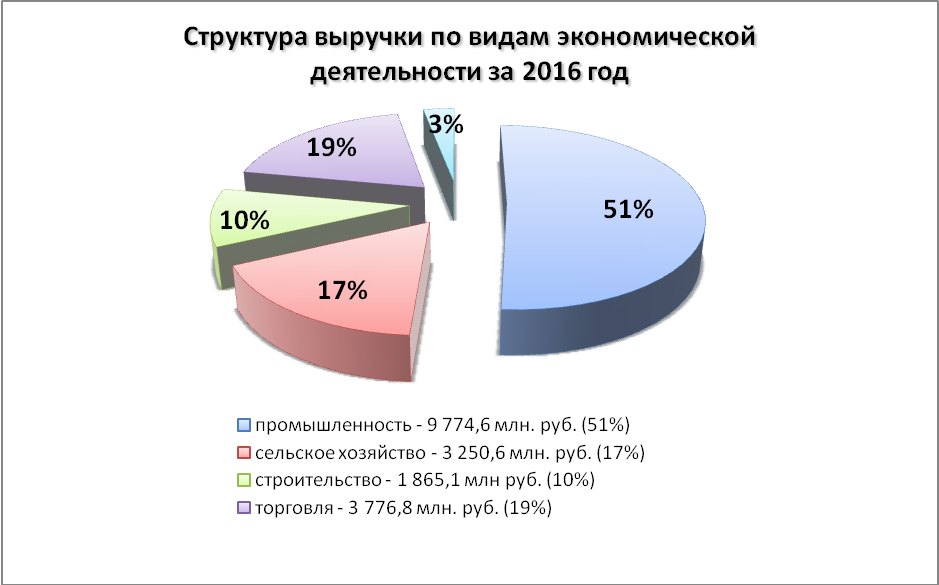 Структура выручки по видам экономической
деятельности за 2016 год
3%
19%
51%
10%
17%
промышленность - 9 774,6 млн. руб. (51%)
сельское хозяйство - 3 250,6 млн. руб. (17%)
строительство - 1 865,1 млн руб. (10%)
торговля - 3 776,8 млн. руб. (19%)